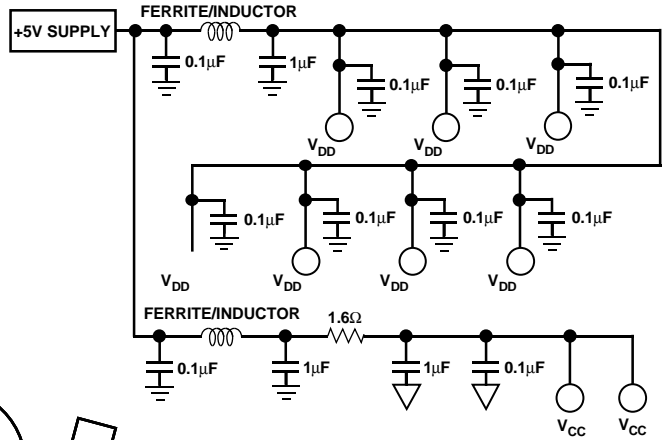 FERRITE/INDUCTOR
+5V SUPPLY
0.1µF 1µF
0.1µF 0.1µF 0.1µF
VDD VDD VDD
0.1µF 0.1µF 0.1µF 0.1µF
VDD VDD VDD VDD
FERRITE/INDUCTOR 1.6Ω
0.1µF 1µF 1µF 0.1µF
VCC VCC